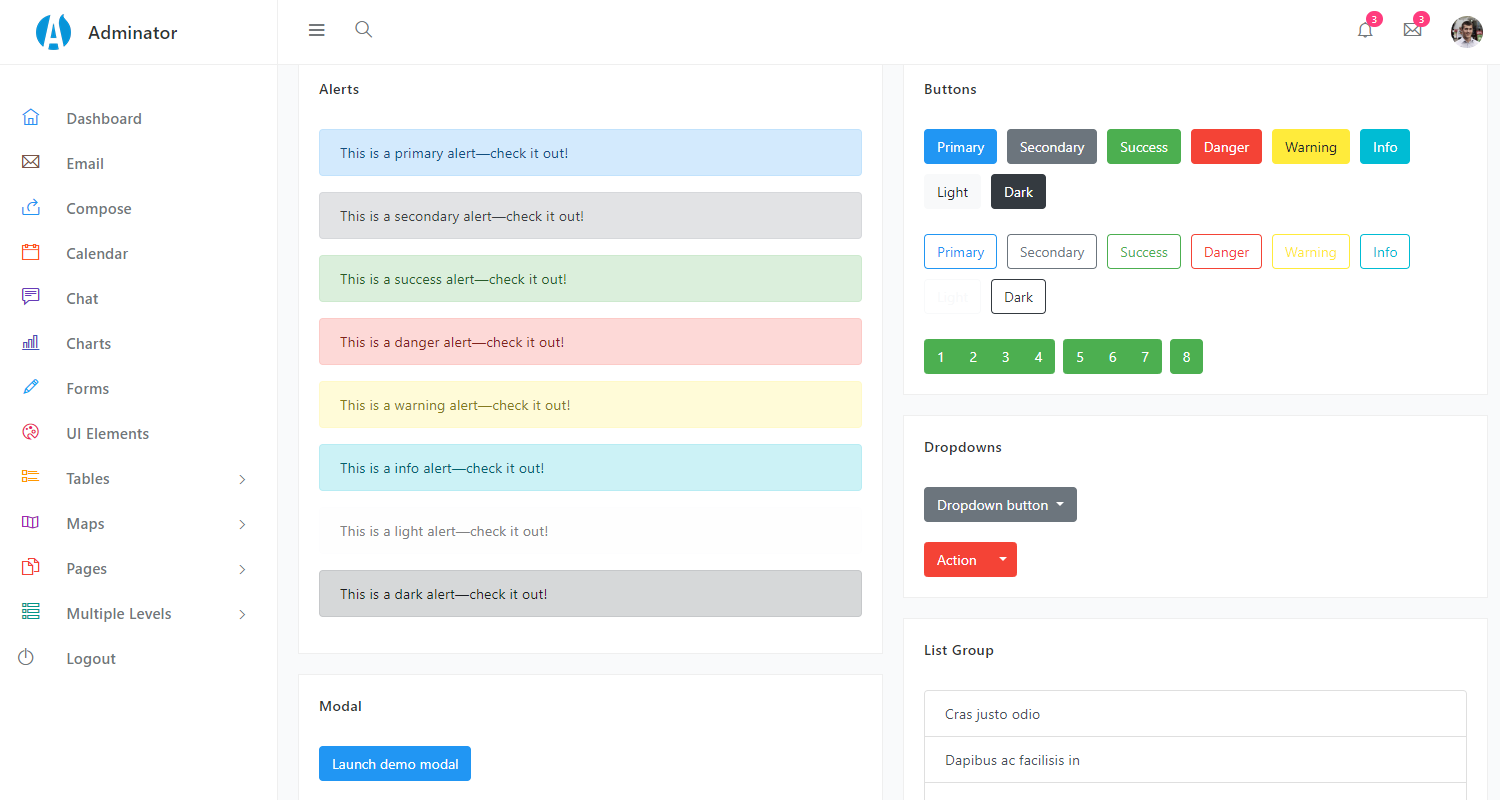 Adminator
3
3
Dashboard
Email
Compose
Calendar
Chat
Charts
Forms
UI Elements
Tables
Maps
Pages
Multiple Levels
Logout
Alerts
This is a primary alert—check it out!
This is a secondary alert—check it out!
This is a success alert—check it out!
This is a danger alert—check it out!
This is a warning alert—check it out!
This is a info alert—check it out!
This is a light alert—check it out!
This is a dark alert—check it out!
Modal
Launch demo modal
Buttons
Primary Secondary Success Danger Warning Info
Light Dark
Primary Secondary Success Danger Warning Info
Light Dark
1 2 3 4 5 6 7 8
Dropdowns
Dropdown button
Action
List Group
Cras justo odio
Dapibus ac facilisis in